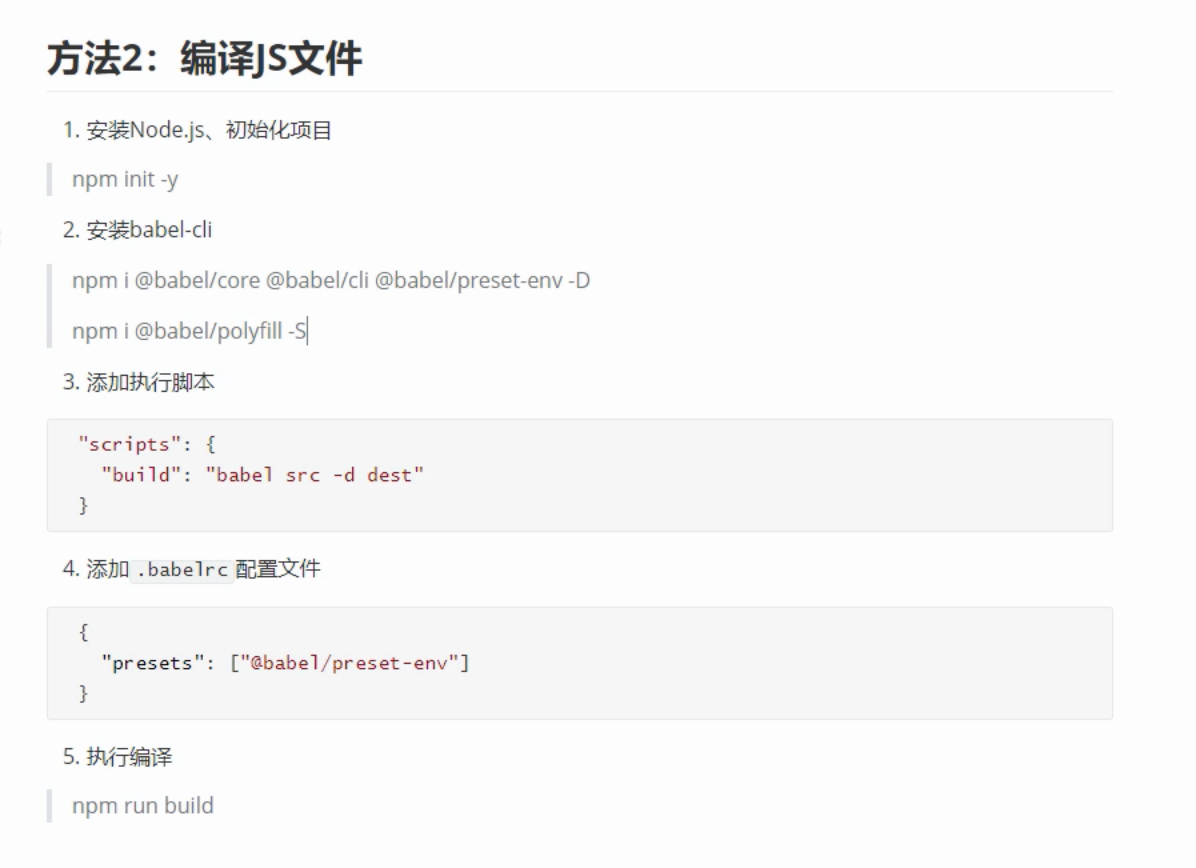 方法2：编译JS文件
1. 安装Node.js、初始化项目
npm init -y
2. 安装babel-cli
npm i @babel/core @babel/cli @babel/preset-env -D
npm i @babel/polyfill -S
3. 添加执行脚本
"scripts": {
"build": "babel src -d dest"
}
4. 添加 .babelrc 配置文件
{
"presets": ["@babel/preset-env"]
}
5. 执行编译
npm run build